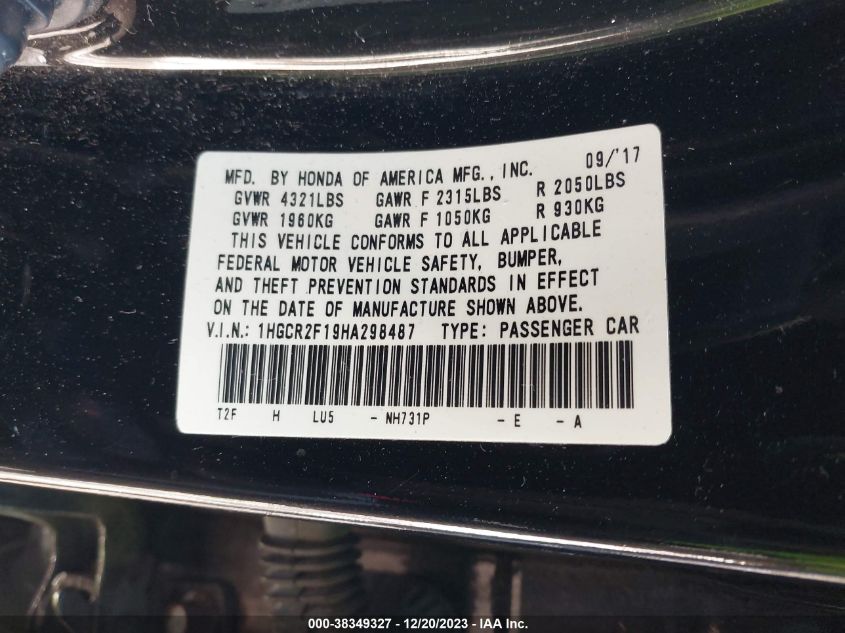 MFD. BY HONDA OF AMERICA MFG., INC. 09/'17
GVWR 4321LBS GAWR F 2315LBS R 2050LBS
GVWR 1960KG GAWR F 1050KG R 930KG
THIS VEHICLE CONFORMS TO ALL APPLICABLE
FEDERAL MOTOR VEHICLE SAFETY, BUMPER,
AND THEFT PREVENTION STANDARDS IN EFFECT
ON THE DATE OF MANUFACTURE SHOWN ABOVE.
V.I.N.: 1HGCR2F19HA298487 TYPE: PASSENGER CAR
T2F H LU5 - NH731P - E - A
000-38349327 - 12/20/2023 - IAA Inc.